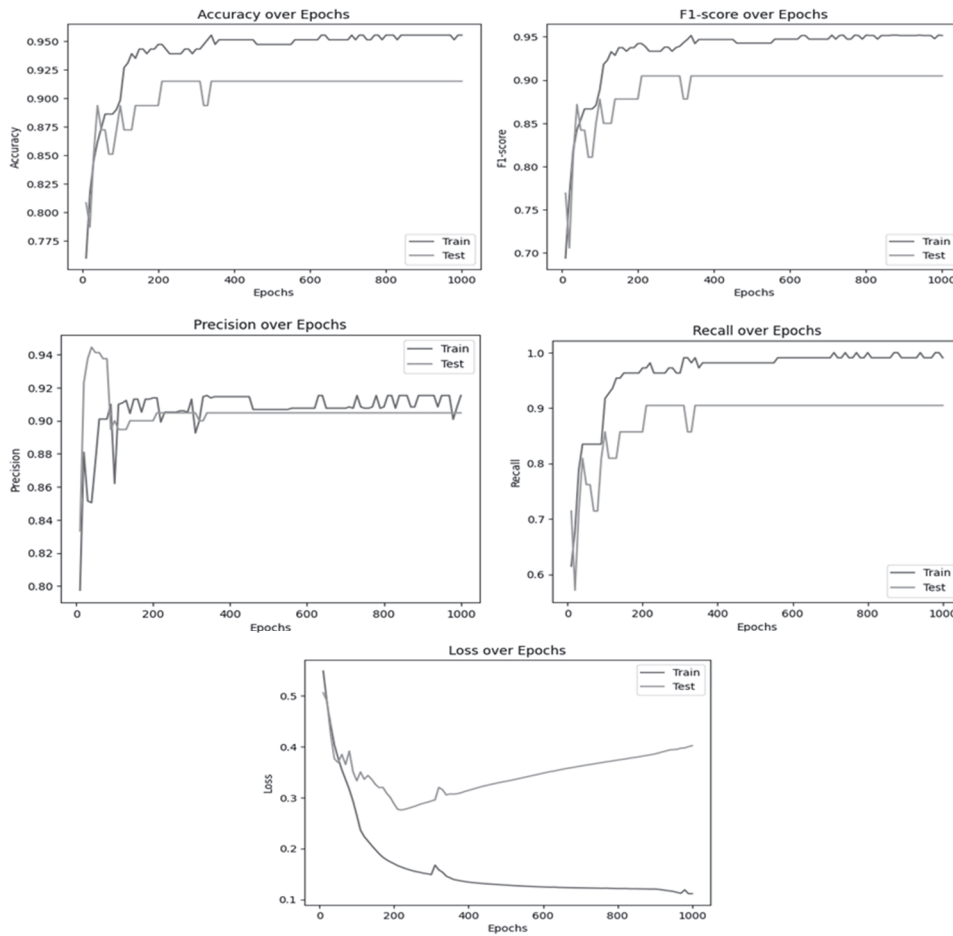 Accuracy over Epochs
0.950
0.925
0.900
0.875
0.850
0.825
0.800
0.775
Accuracy
Train
Test
0 200 400 600 800 1000
Epochs
F1-score over Epochs
0.95
0.90
0.85
0.80
0.75
0.70
F1-score
Train
Test
0 200 400 600 800 1000
Epochs
Precision over Epochs
0.94
0.92
0.90
0.88
0.86
0.84
0.82
0.80
Precision
Train
Test
0 200 400 600 800 1000
Epochs
Recall over Epochs
1.0
0.9
0.8
0.7
0.6
Recall
Train
Test
0 200 400 600 800 1000
Epochs
Loss over Epochs
0.5
0.4
0.3
0.2
0.1
Loss
Train
Test
0 200 400 600 800 1000
Epochs